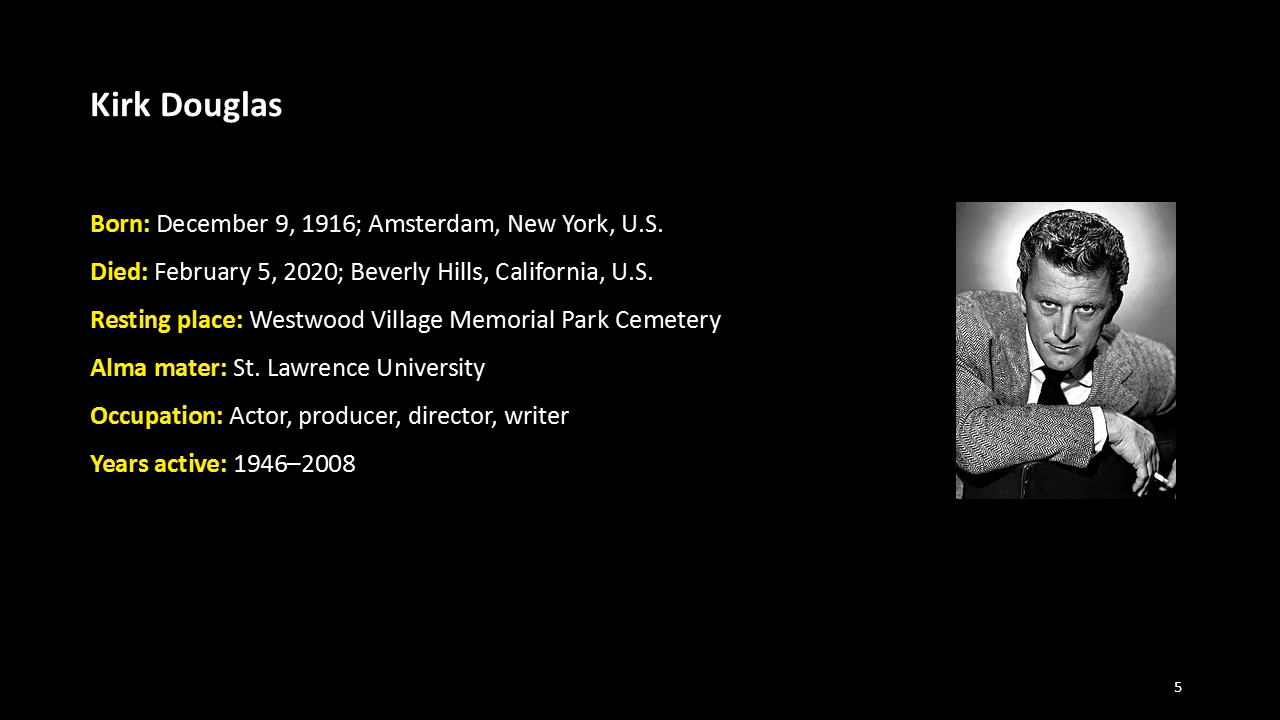 Kirk Douglas
Born: December 9, 1916; Amsterdam, New York, U.S.
Died: February 5, 2020; Beverly Hills, California, U.S.
Resting place: Westwood Village Memorial Park Cemetery
Alma mater: St. Lawrence University
Occupation: Actor, producer, director, writer
Years active: 1946–2008
5